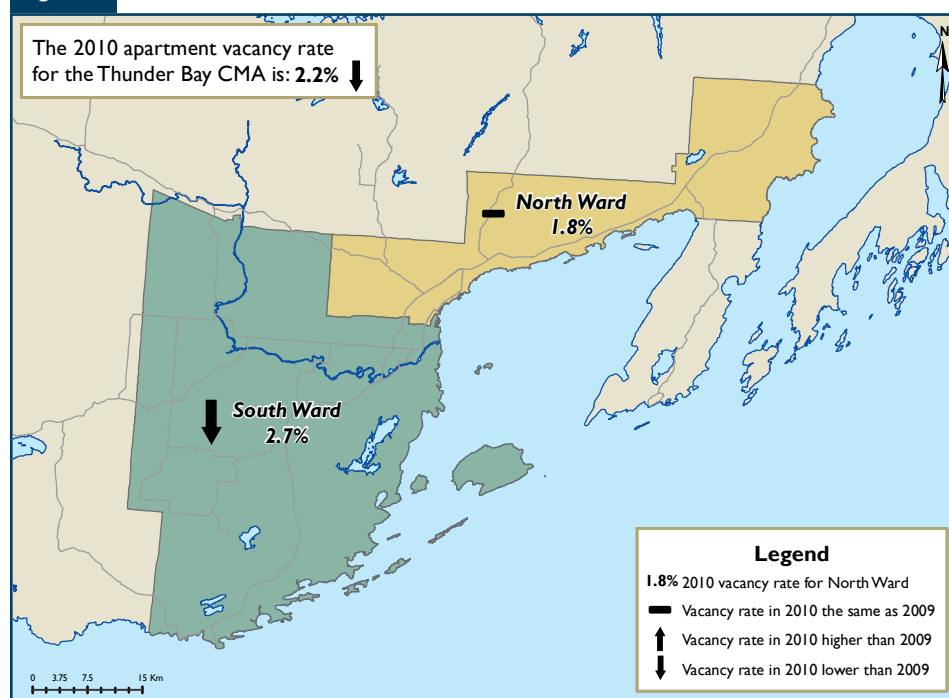 The 2010 apartment vacancy rate
for the Thunder Bay CMA is: 2.2%
N
North Ward
1.8%
South Ward
2.7%
Legend
1.8% 2010 vacancy rate for North Ward
Vacancy rate in 2010 the same as 2009
Vacancy rate in 2010 higher than 2009
Vacancy rate in 2010 lower than 2009
0 3.75 7.5 15 Km